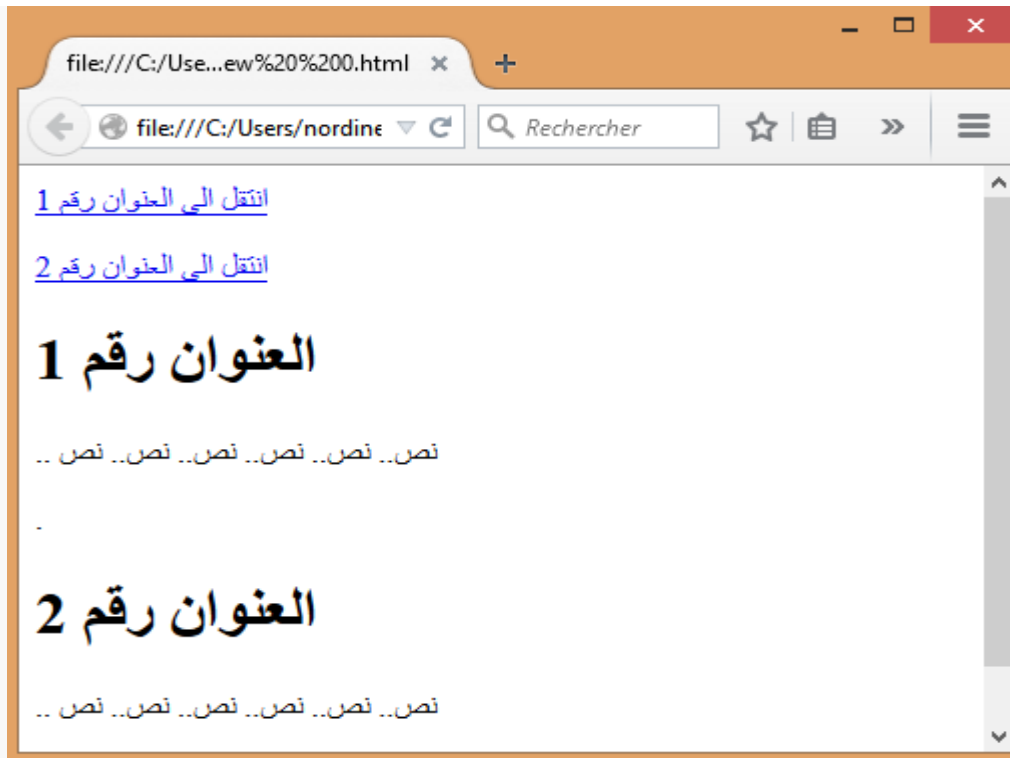 file:///C:/Use...ew%20%200.html
file:///C:/Users/nordine
Rechercher
انتقل الى العنوان رقم 1
انتقل الى العنوان رقم 2
العنوان رقم 1
نص.. نص.. نص.. نص.. نص.. نص ..
.
العنوان رقم 2
نص.. نص.. نص.. نص.. نص.. نص ..